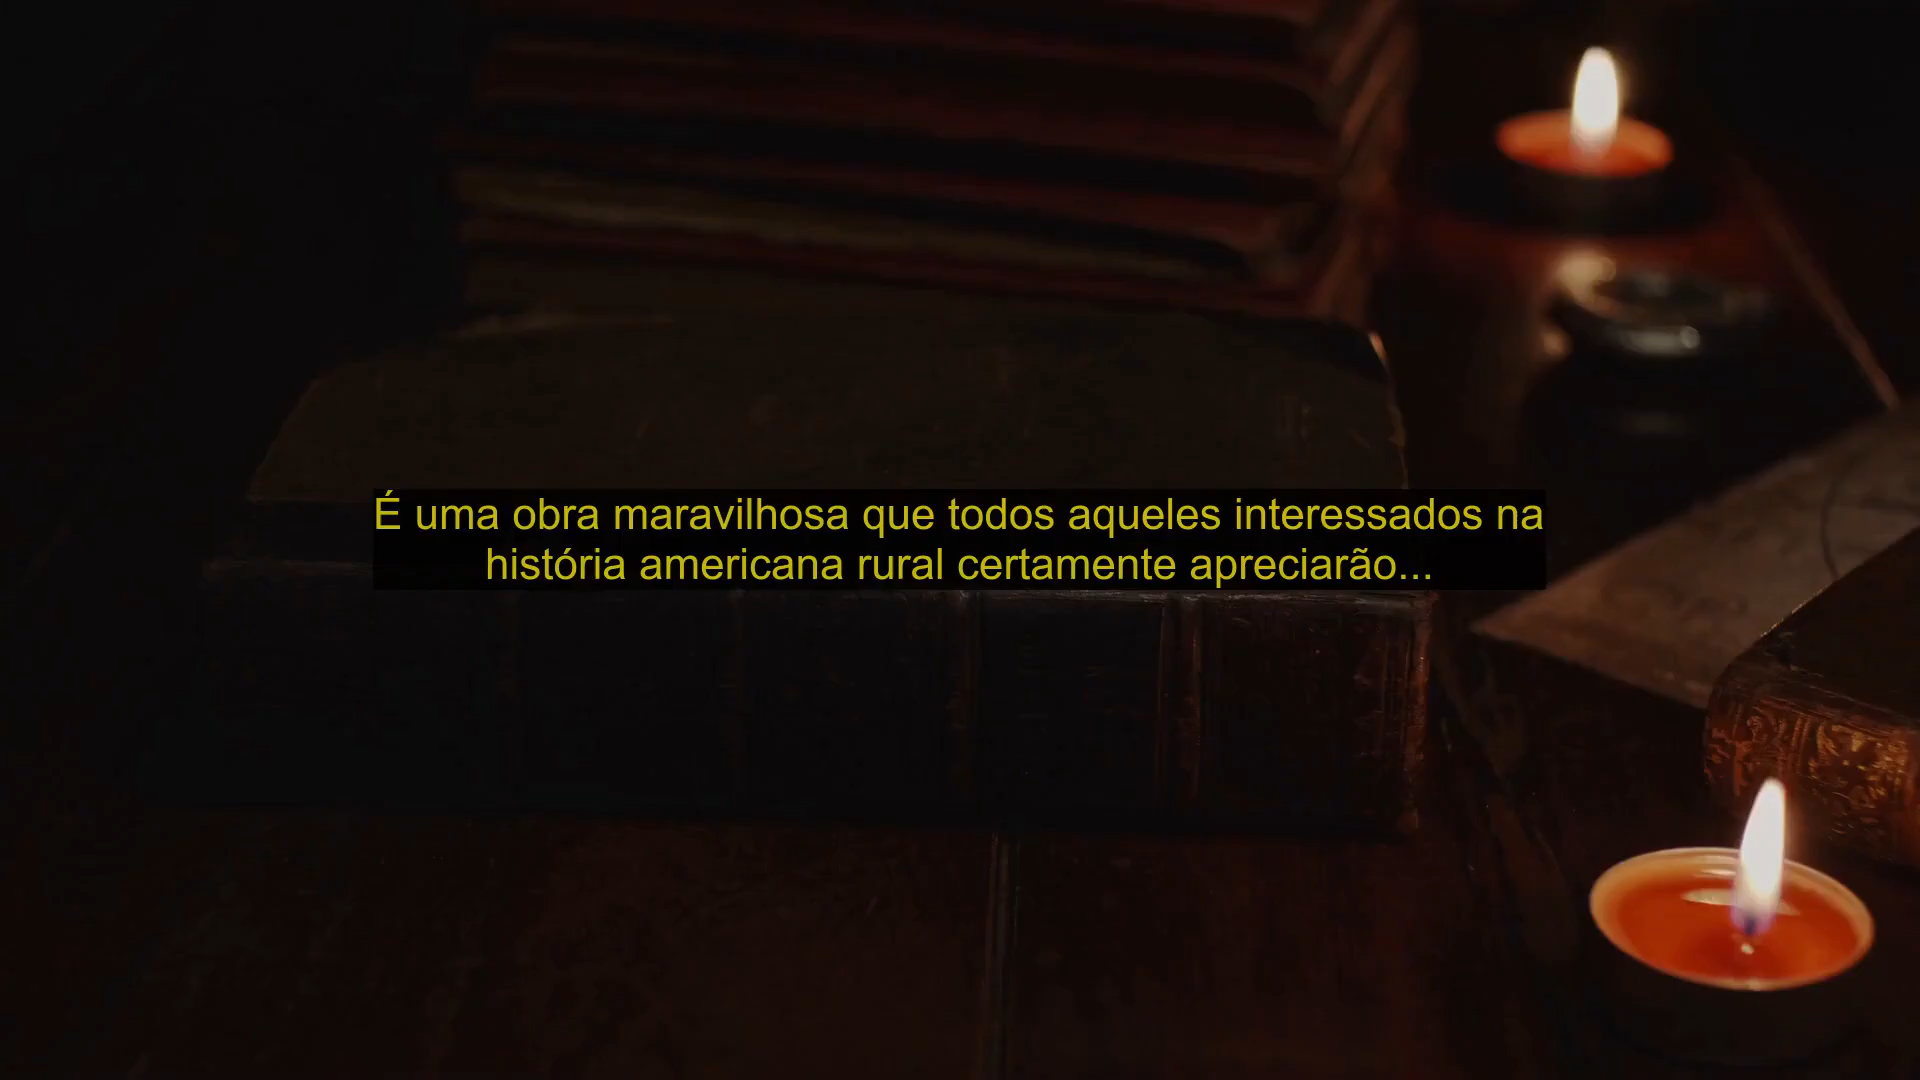 É uma obra maravilhosa que todos aqueles interessados na
história americana rural certamente apreciarão...